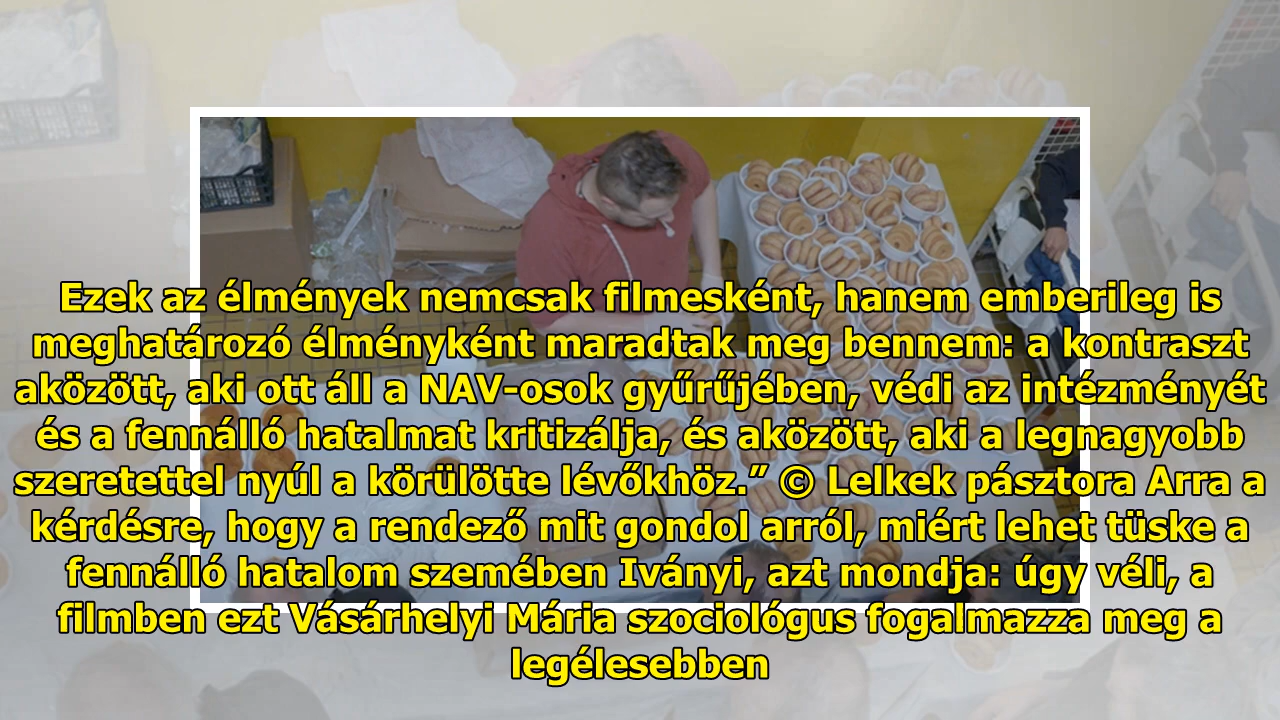 Ezek az élmények nemcsak filmesként, hanem emberileg is
meghatározó élményként maradtak meg bennem: a kontraszt
aközött, aki ott áll a NAV-osok gyűrűjében, védi az intézményét
és a fennálló hatalmat kritizálja, és aközött, aki a legnagyobb
szeretettel nyúl a körülötte lévőkhöz.” © Lelkek pásztora Arra a
kérdésre, hogy a rendező mit gondol arról, miért lehet tüske a
fennálló hatalom szemében Iványi, azt mondja: úgy véli, a
filmben ezt Vásárhelyi Mária szociológus fogalmazza meg a
legélesebben